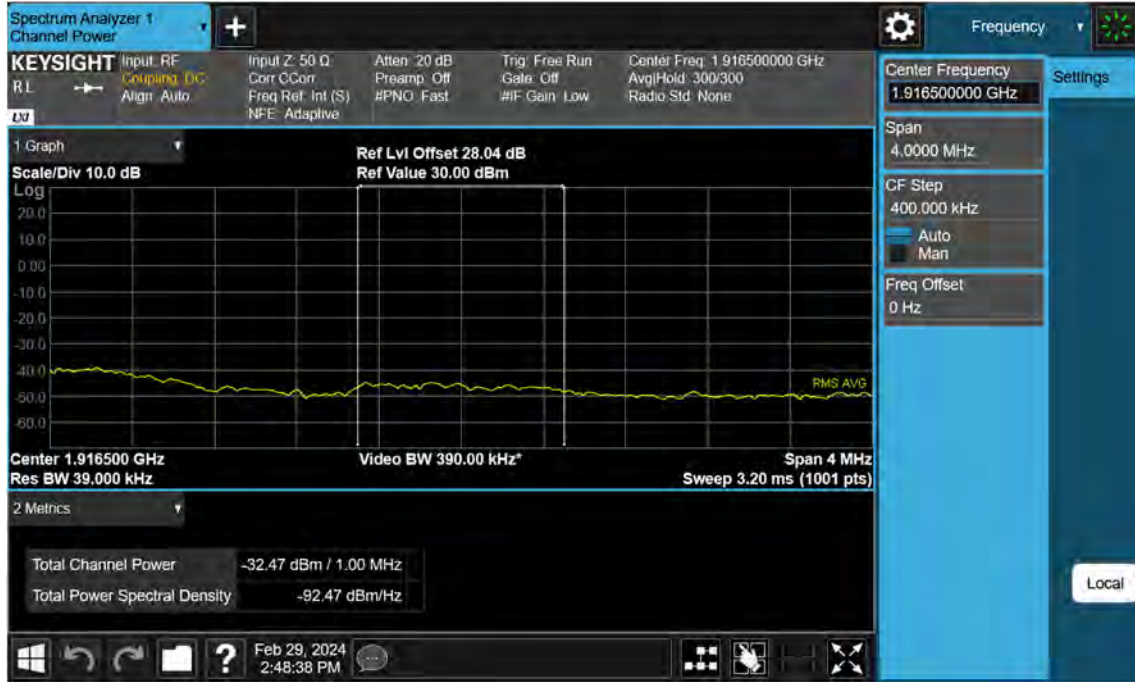 Spectrum Analyzer 1
Channel Power
+
Frequency
KEYSIGHT
RL
LXI
Input: RF
Coupling: DC
Align: Auto
Input Z: 50 Ω
Corr CCorr
Freq Ref: Int (S)
NFE: Adaptive
Atten: 20 dB
Preamp: Off
#PNO: Fast
Trig: Free Run
Gate: Off
#IF Gain: Low
Center Freq: 1.916500000 GHz
Avg|Hold: 300/300
Radio Std: None
1 Graph
Scale/Div 10.0 dB
Ref Lvl Offset 28.04 dB
Ref Value 30.00 dBm
Log
20.0
10.0
0.00
-10.0
-20.0
-30.0
-40.0
-50.0
-60.0
RMS AVG
Center 1.916500 GHz
Video BW 390.00 kHz*
Span 4 MHz
Res BW 39.000 kHz
Sweep 3.20 ms (1001 pts)
2 Metrics
Total Channel Power -32.47 dBm / 1.00 MHz
Total Power Spectral Density -92.47 dBm/Hz
Center Frequency
1.916500000 GHz
Settings
Span
4.0000 MHz
CF Step
400.000 kHz
Auto
Man
Freq Offset
0 Hz
Local
?
Feb 29, 2024
2:48:38 PM